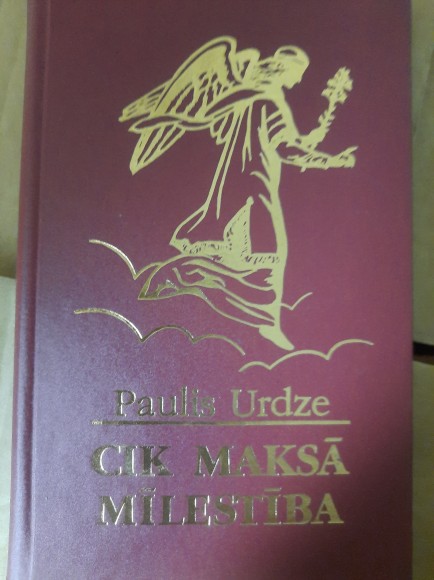 Paulis Urdze
CIK MAKSĀ
MĪLESTĪBA